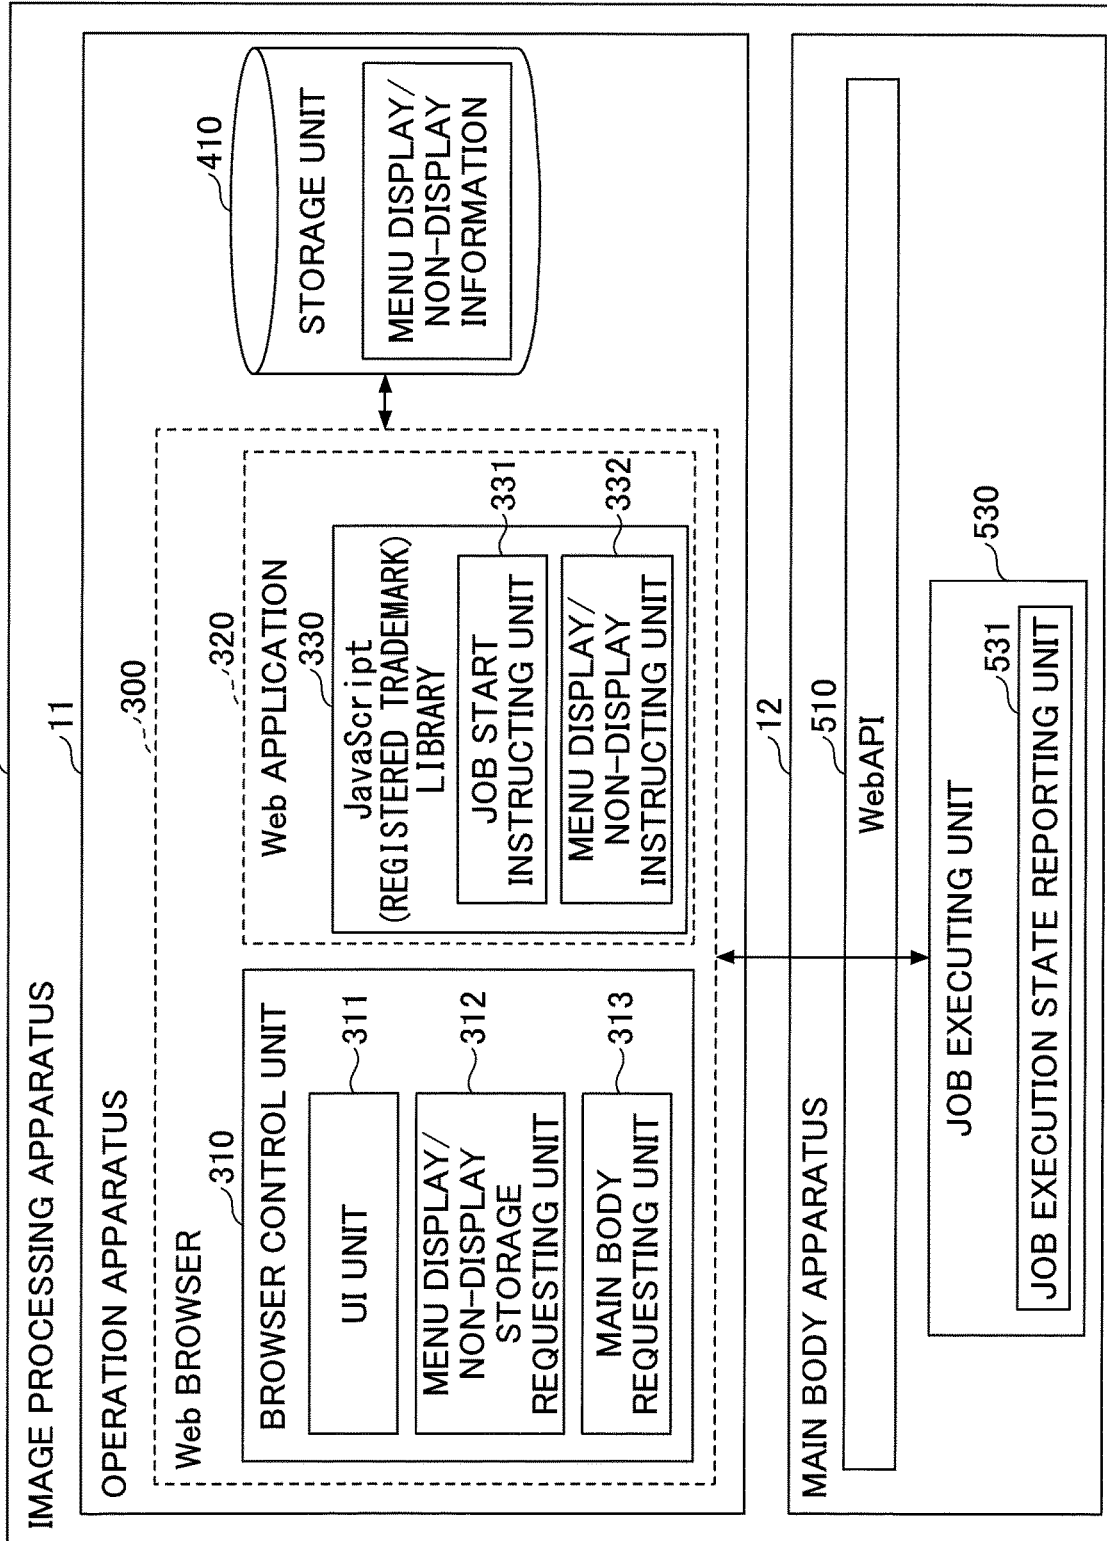 IMAGE PROCESSING APPARATUS
11
OPERATION APPARATUS
300
Web BROWSER
310
BROWSER CONTROL UNIT
311
UI UNIT
312
MENU DISPLAY/
NON-DISPLAY
STORAGE
REQUESTING UNIT
313
MAIN BODY
REQUESTING UNIT
320
Web APPLICATION
330
JavaScript
(REGISTERED TRADEMARK)
LIBRARY
331
JOB START
INSTRUCTING UNIT
332
MENU DISPLAY/
NON-DISPLAY
INSTRUCTING UNIT
410
STORAGE UNIT
MENU DISPLAY/
NON-DISPLAY
INFORMATION
12
MAIN BODY APPARATUS
510
WebAPI
530
JOB EXECUTING UNIT
531
JOB EXECUTION STATE REPORTING UNIT